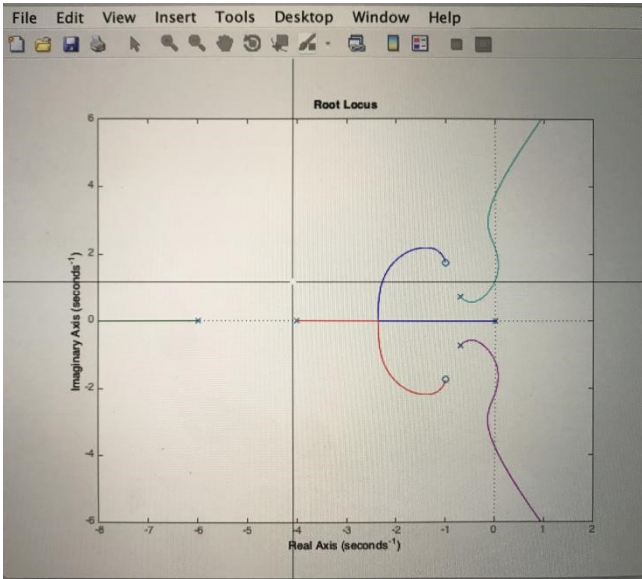 File Edit View Insert Tools Desktop Window Help
Root Locus
Imaginary Axis (seconds⁻¹)
6
4
2
0
-2
-4
-6
-8 -7 -6 -5 -4 -3 -2 -1 0 1 2
Real Axis (seconds⁻¹)